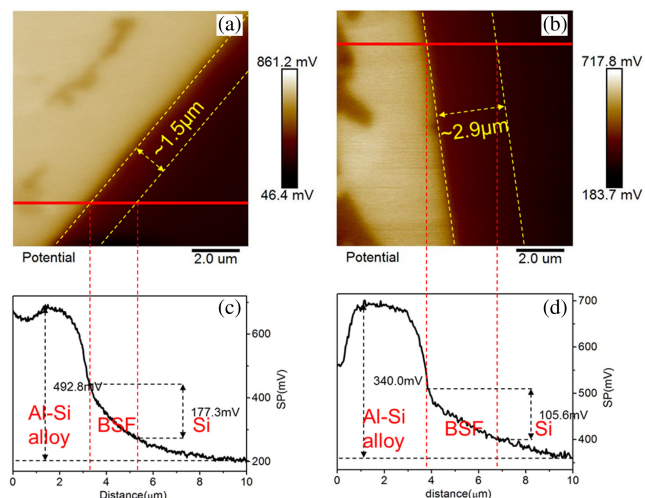 (a)
861.2 mV
46.4 mV
~1.5μm
Potential
2.0 um
(b)
717.8 mV
183.7 mV
~2.9μm
Potential
2.0 um
(c)
600
400
200
SP(mV)
492.8mV
177.3mV
Al-Si
alloy
BSF
Si
0 2 4 6 8 10
Distance(μm)
(d)
700
600
500
400
SP(mV)
340.0mV
105.6mV
Al-Si
alloy
BSF
Si
0 2 4 6 8 10
distance(μm)